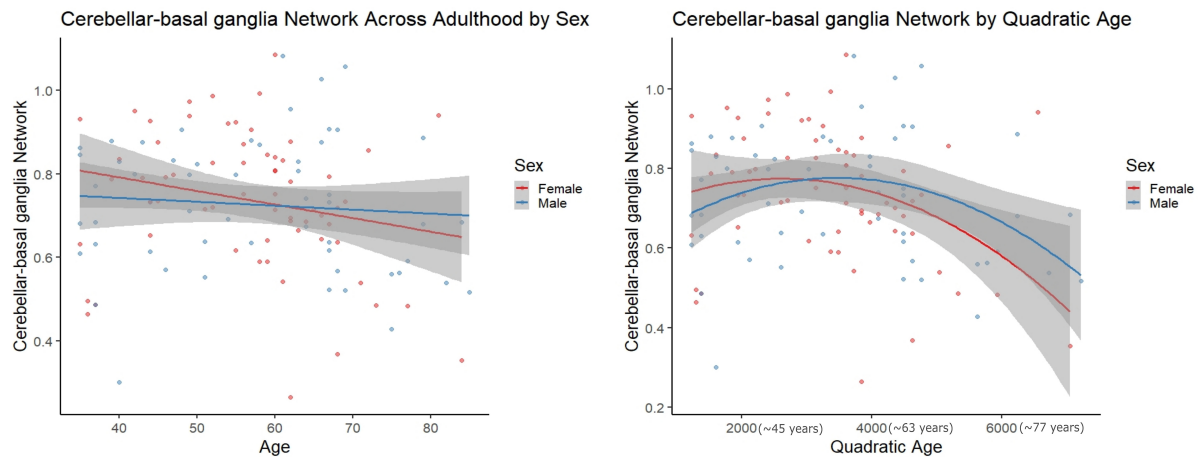 Cerebellar-basal ganglia Network Across Adulthood by Sex
Cerebellar-basal ganglia Network
1.0
0.8
0.6
0.4
40
50
60
70
80
Age
Sex
Female
Male
Cerebellar-basal ganglia Network by Quadratic Age
Cerebellar-basal ganglia Network
1.0
0.8
0.6
0.4
0.2
2000 (~45 years)
4000 (~63 years)
6000 (~77 years)
Quadratic Age
Sex
Female
Male